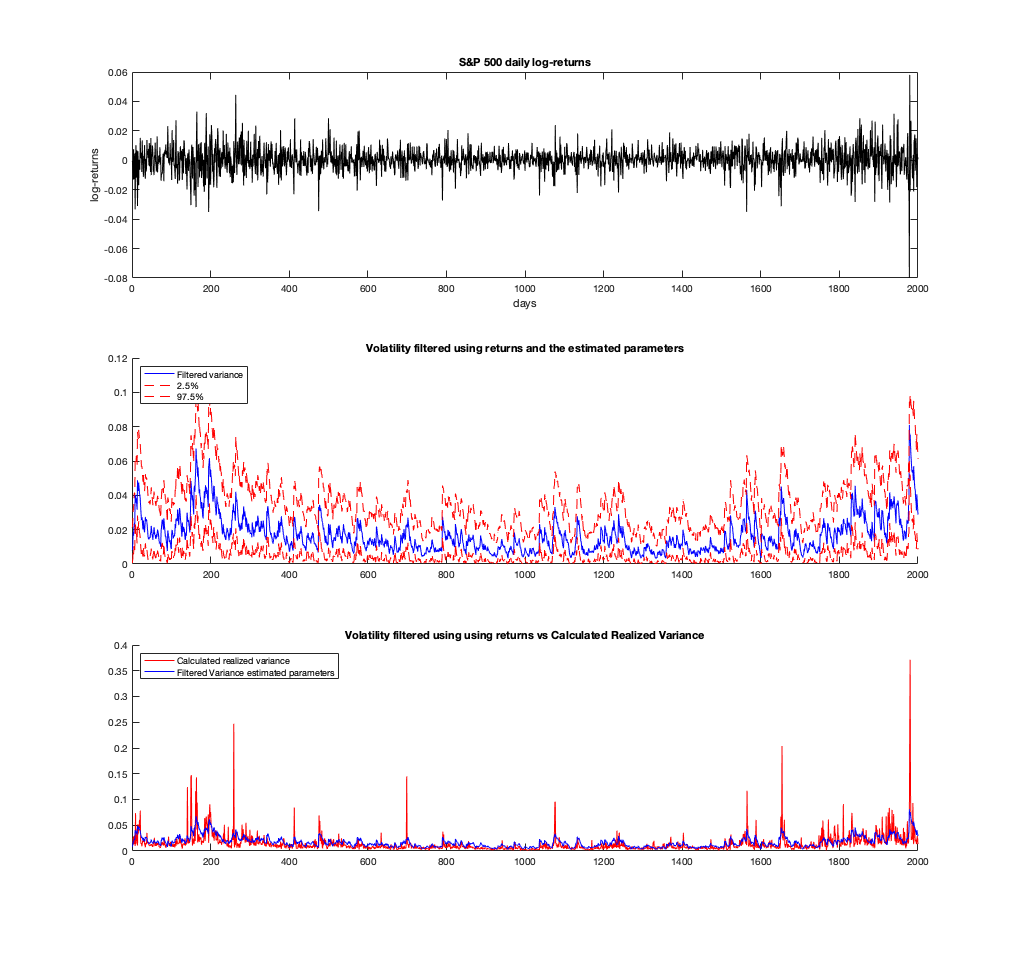 S&P 500 daily log-returns
0.06
0.04
0.02
0
-0.02
-0.04
-0.06
-0.08
log-returns
0 200 400 600 800 1000 1200 1400 1600 1800 2000
days
Volatility filtered using returns and the estimated parameters
0.12
0.1
0.08
0.06
0.04
0.02
0
Filtered variance
2.5%
97.5%
0 200 400 600 800 1000 1200 1400 1600 1800 2000
Volatility filtered using using returns vs Calculated Realized Variance
0.4
0.35
0.3
0.25
0.2
0.15
0.1
0.05
0
Calculated realized variance
Filtered Variance estimated parameters
0 200 400 600 800 1000 1200 1400 1600 1800 2000